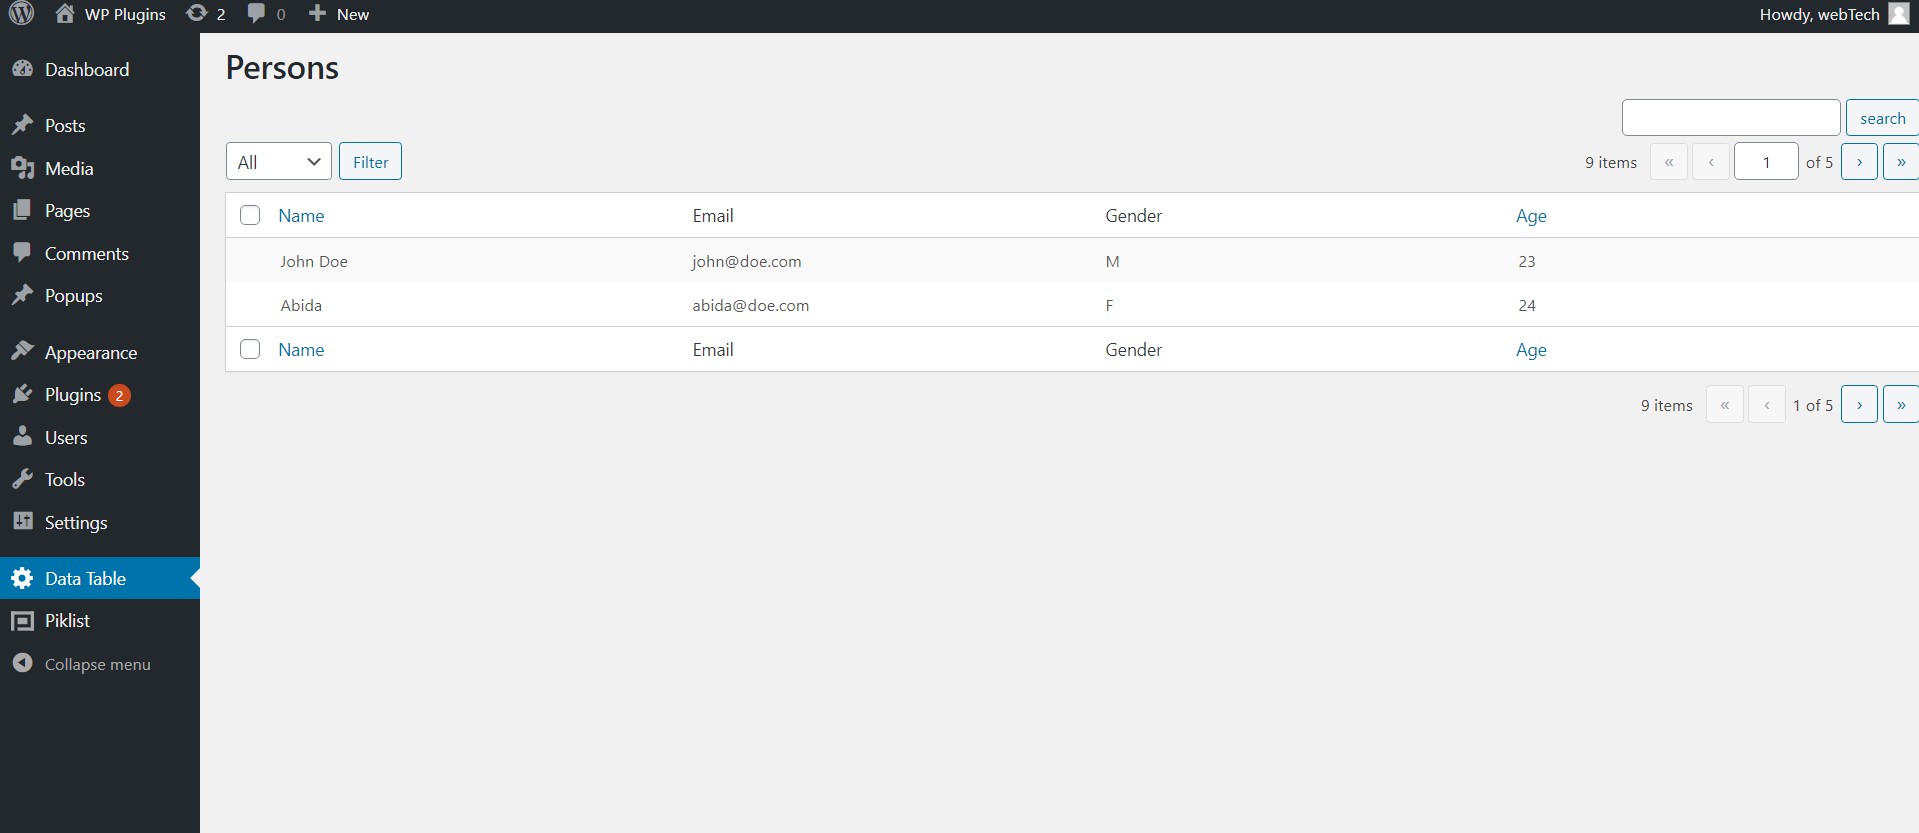 WP Plugins 2 0 New Howdy, webTech
Dashboard
Posts
Media
Pages
Comments
Popups
Appearance
Plugins 2
Users
Tools
Settings
Data Table
Piklist
Collapse menu
Persons
search
All Filter 9 items « ‹ 1 of 5 › »
Name Email Gender Age
John Doe john@doe.com M 23
Abida abida@doe.com F 24
Name Email Gender Age
9 items « ‹ 1 of 5 › »